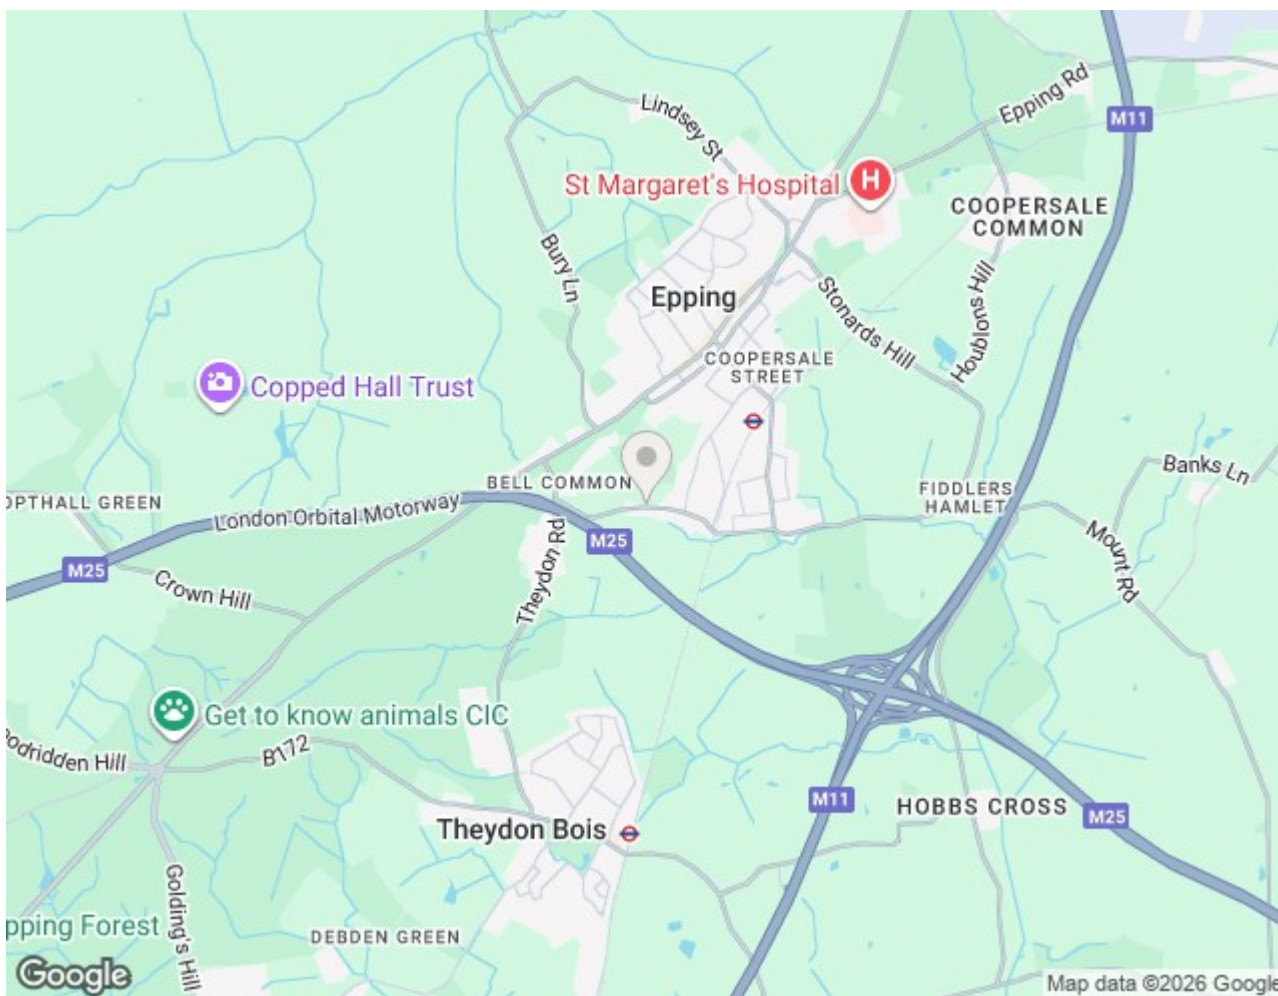 Lindsey St
Epping Rd
M11
St Margaret's Hospital
H
COOPERSALE
COMMON
Bury Ln
Epping
Stonards Hill
Houblons Hill
COOPERSALE
STREET
Copped Hall Trust
BELL COMMON
Banks Ln
OPTHALL GREEN
London Orbital Motorway
FIDDLERS
HAMLET
M25
M25
Theydon Rd
Mount Rd
Crown Hill
Get to know animals CIC
Podridden Hill
B172
M11
HOBBS CROSS
M25
Theydon Bois
Golding's Hill
pping Forest
DEBDEN GREEN
Google
Map data ©2026 Google